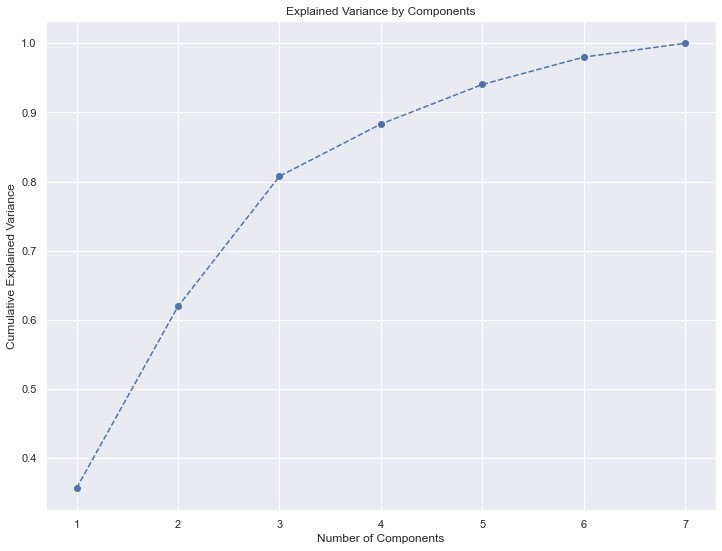 Explained Variance by Components
Cumulative Explained Variance
1.0
0.9
0.8
0.7
0.6
0.5
0.4
1 2 3 4 5 6 7
Number of Components